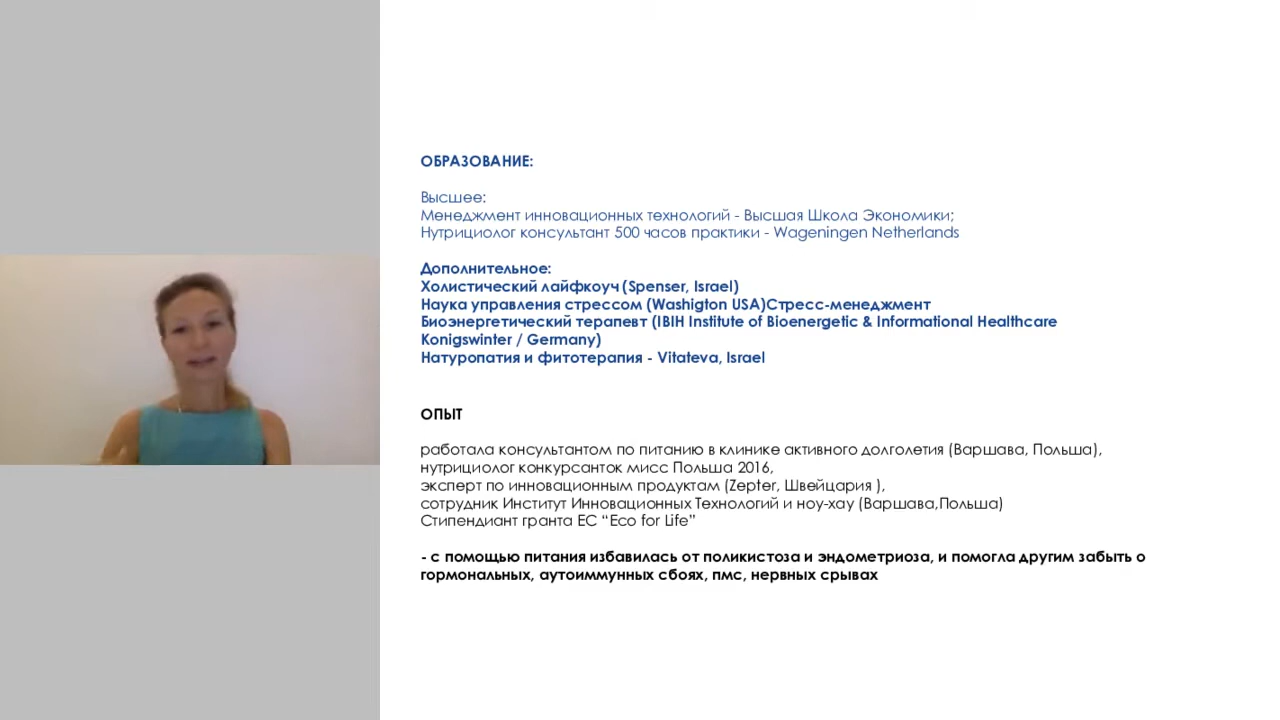 ОБРАЗОВАНИЕ:
Высшее:
Менеджмент инновационных технологий - Высшая Школа Экономики;
Нутрициолог консультант 500 часов практики - Wageningen Netherlands
Дополнительное:
Холистический лайфкоуч (Spenser, Israel)
Наука управления стрессом (Washigton USA)Стресс-менеджмент
Биоэнергетический терапевт (IBIH Institute of Bioenergetic & Informational Healthcare
Konigswinter / Germany)
Натуропатия и фитотерапия - Vitateva, Israel
ОПЫТ
работала консультантом по питанию в клинике активного долголетия (Варшава, Польша),
нутрициолог конкурсанток мисс Польша 2016,
эксперт по инновационным продуктам (Zepter, Швейцария ),
сотрудник Институт Инновационных Технологий и ноу-хау (Варшава,Польша)
Стипендиант гранта ЕС “Eco for Life”
- с помощью питания избавилась от поликистоза и эндометриоза, и помогла другим забыть о
гормональных, аутоиммунных сбоях, пмс, нервных срывах